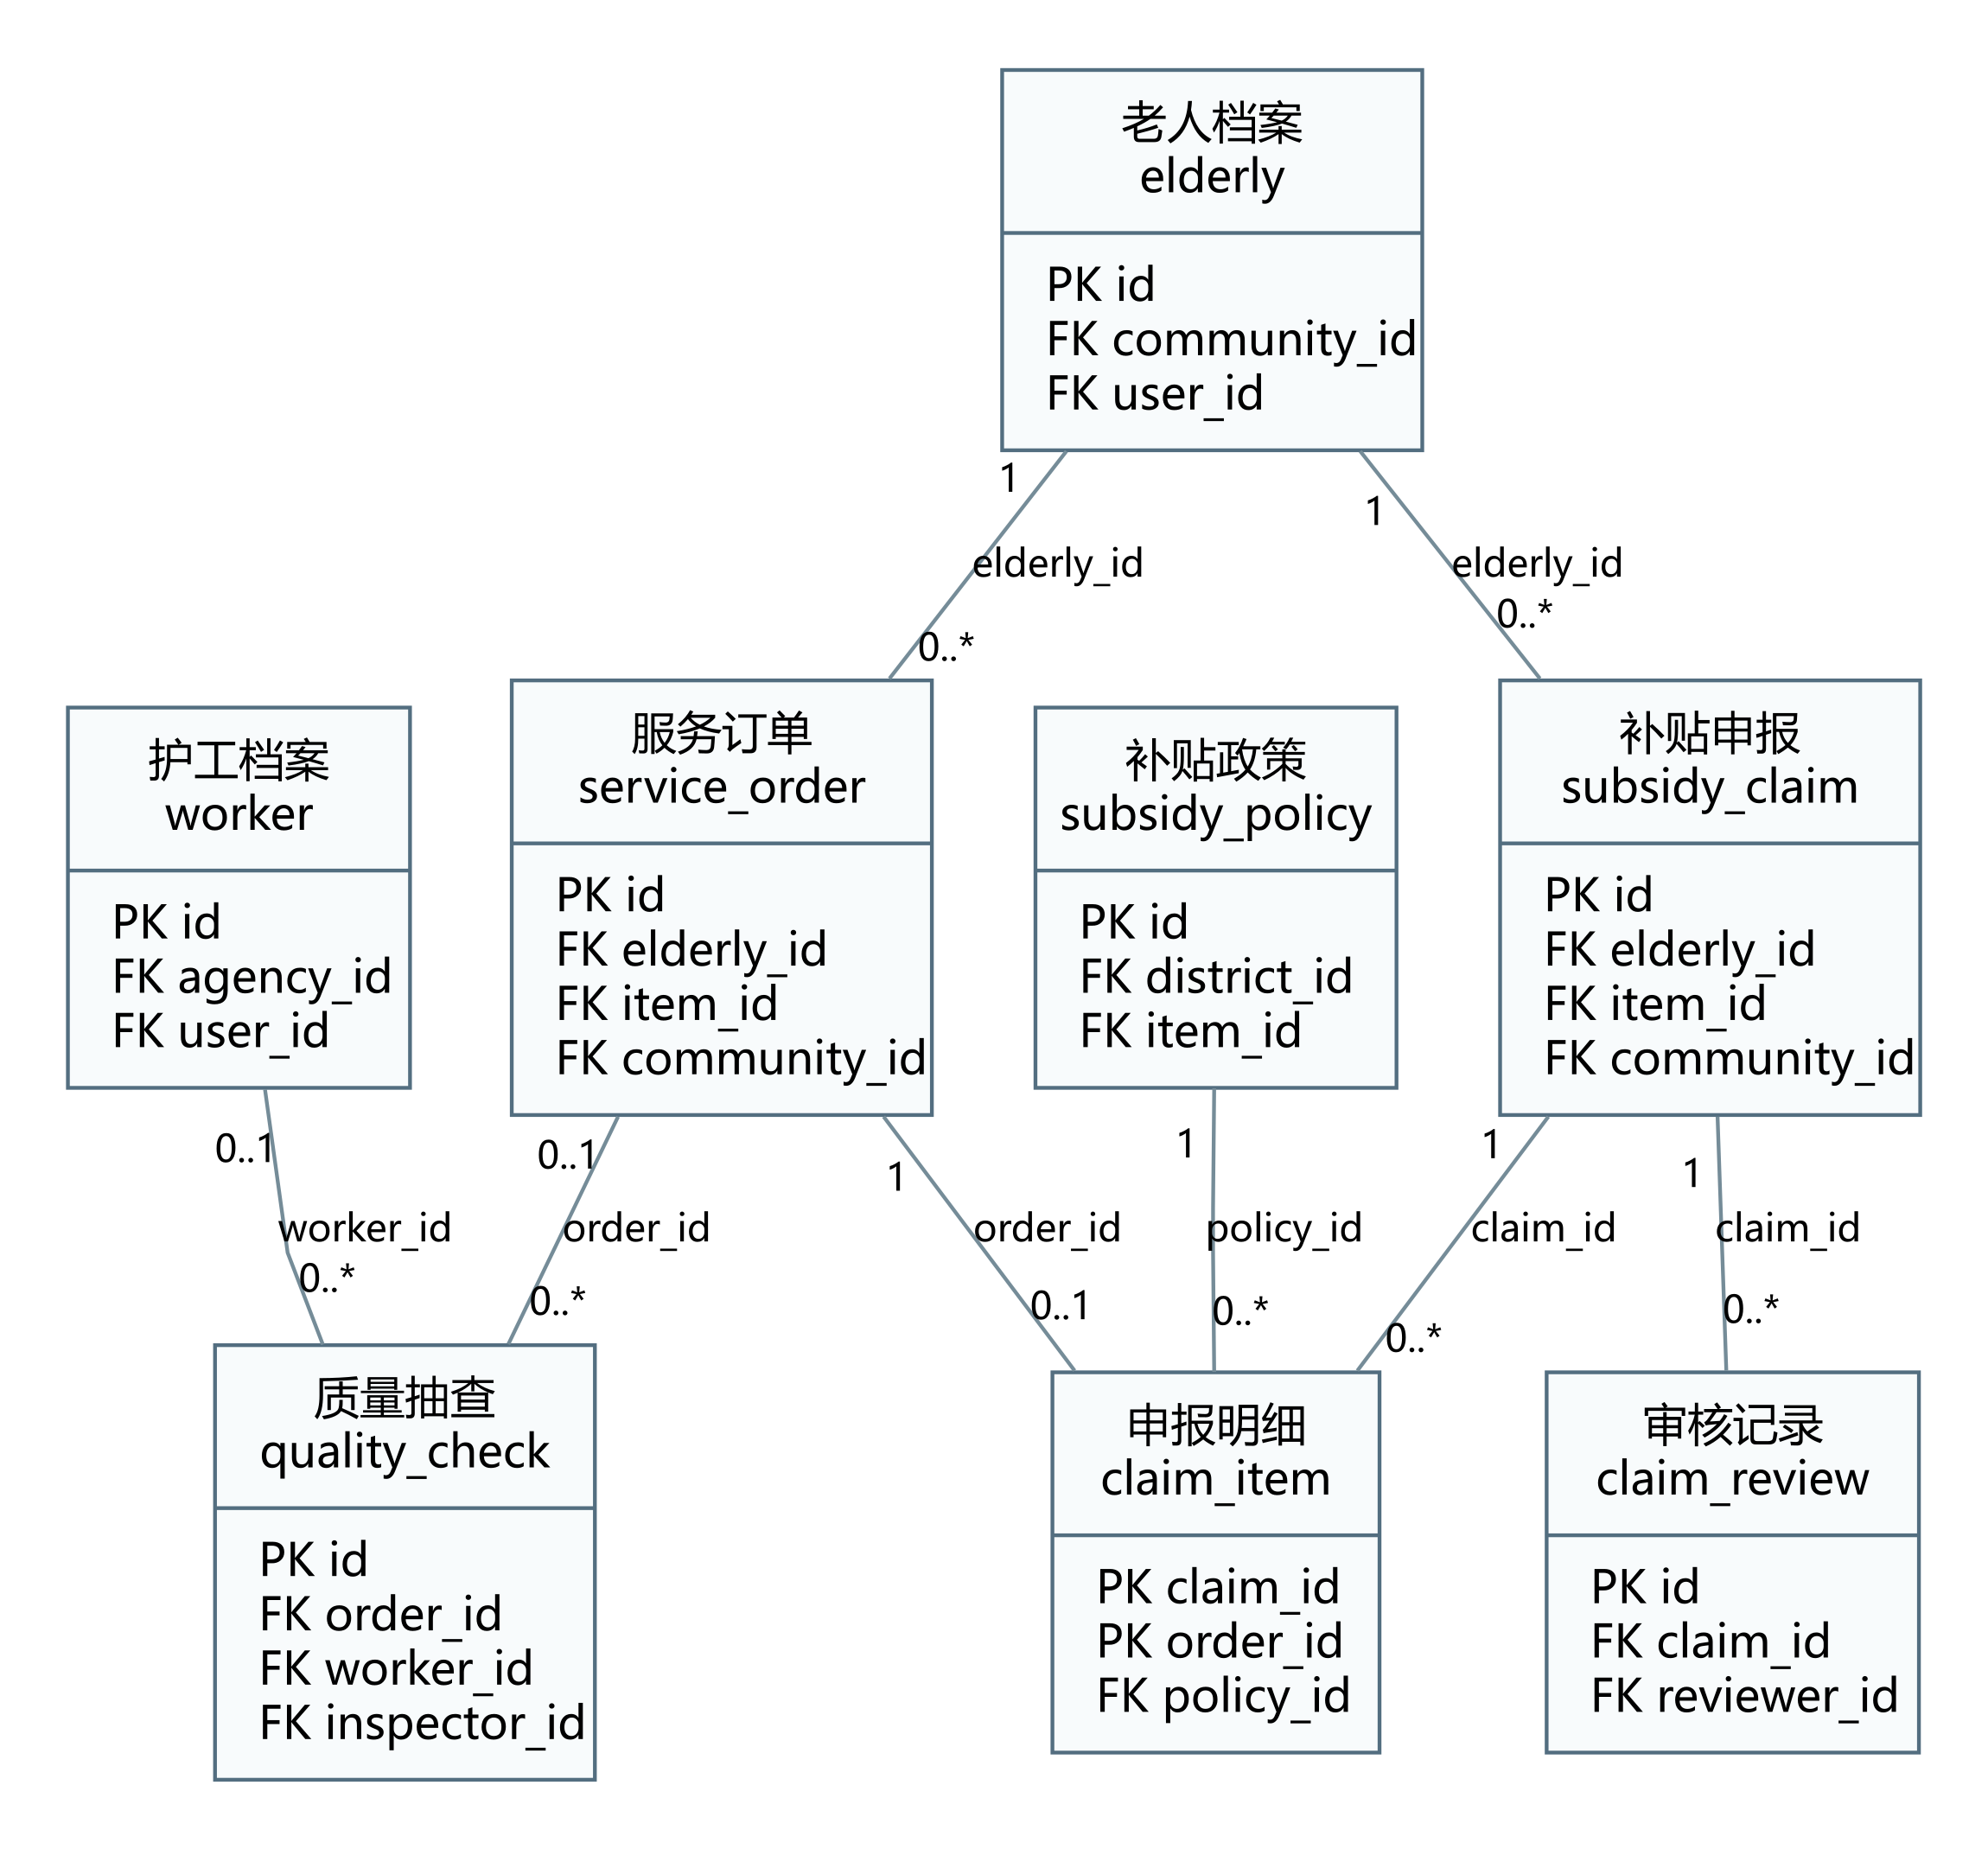 老人档案
elderly
PK id
FK community_id
FK user_id
1
1
elderly_id
elderly_id
0..*
0..*
护工档案
worker
PK id
FK agency_id
FK user_id
服务订单
service_order
PK id
FK elderly_id
FK item_id
FK community_id
补贴政策
subsidy_policy
PK id
FK district_id
FK item_id
补贴申报
subsidy_claim
PK id
FK elderly_id
FK item_id
FK community_id
0..1
0..1
1
1
1
1
worker_id
order_id
order_id
policy_id
claim_id
claim_id
0..*
0..*
0..1
0..*
0..*
0..*
质量抽查
quality_check
PK id
FK order_id
FK worker_id
FK inspector_id
申报明细
claim_item
PK claim_id
PK order_id
FK policy_id
审核记录
claim_review
PK id
FK claim_id
FK reviewer_id